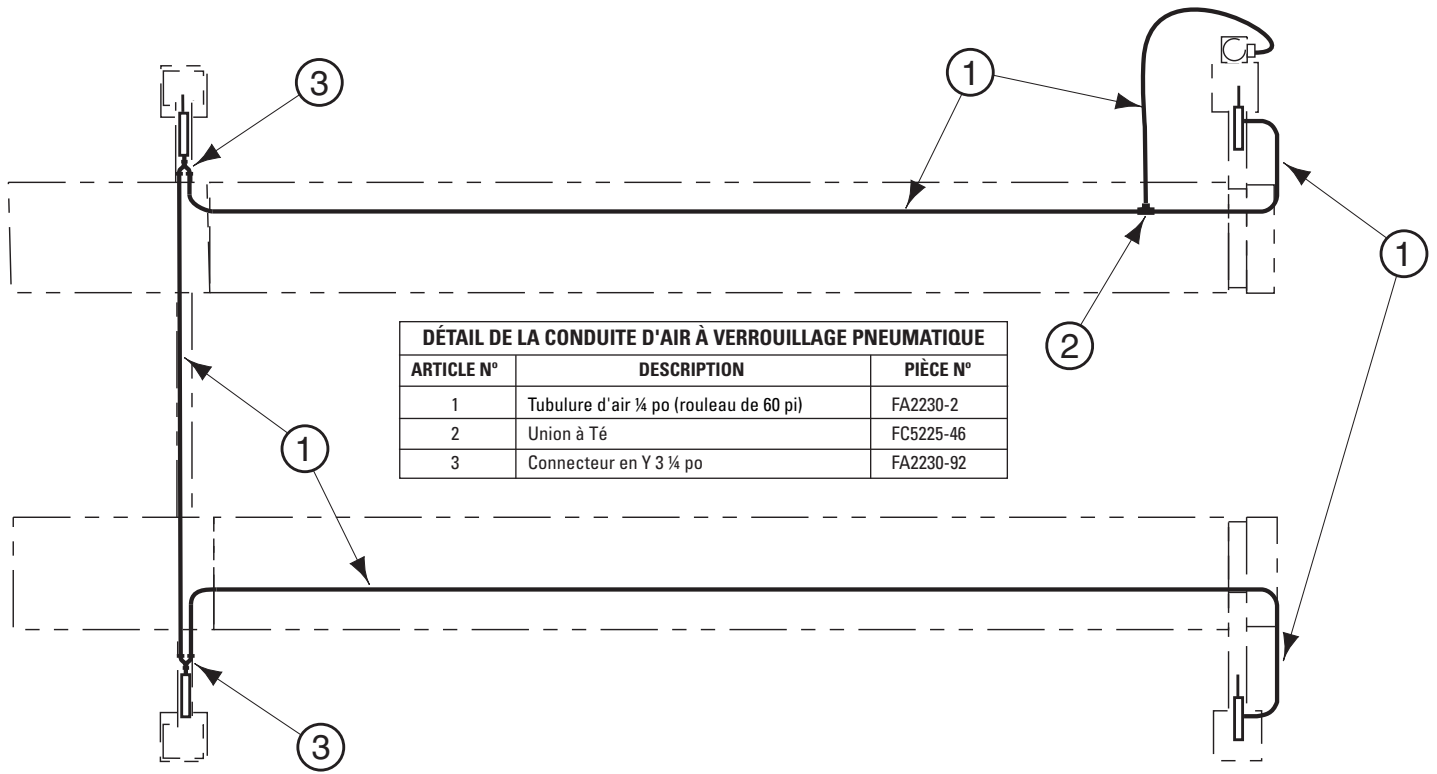 3
1
1
2
DÉTAIL DE LA CONDUITE D'AIR À VERROUILLAGE PNEUMATIQUE
ARTICLE Nº DESCRIPTION PIÈCE Nº
1 Tubulure d'air ¼ po (rouleau de 60 pi) FA2230-2
2 Union à Té FC5225-46
3 Connecteur en Y 3 ¼ po FA2230-92
1
1
3